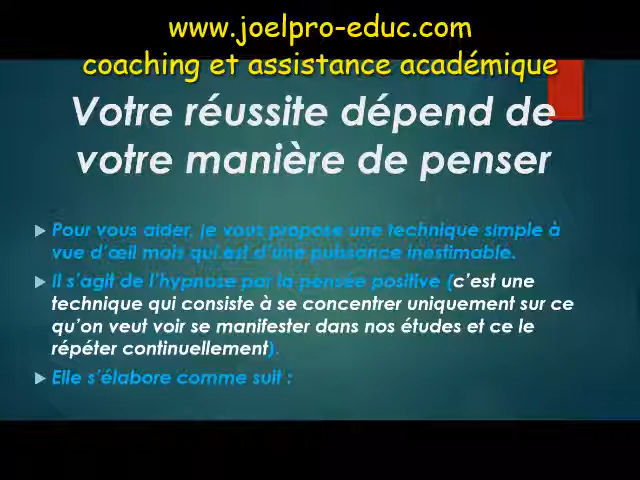 www.joelpro-educ.com
coaching et assistance académique
Votre réussite dépend de
votre manière de penser
Pour vous aider, je vous propose une technique simple à
vue d'œil mais qui est d'une puissance inestimable.
Il s'agit de l'hypnose par la pensée positive (c'est une
technique qui consiste à se concentrer uniquement sur ce
qu'on veut voir se manifester dans nos études et ce le
répéter continuellement).
Elle s'élabore comme suit :